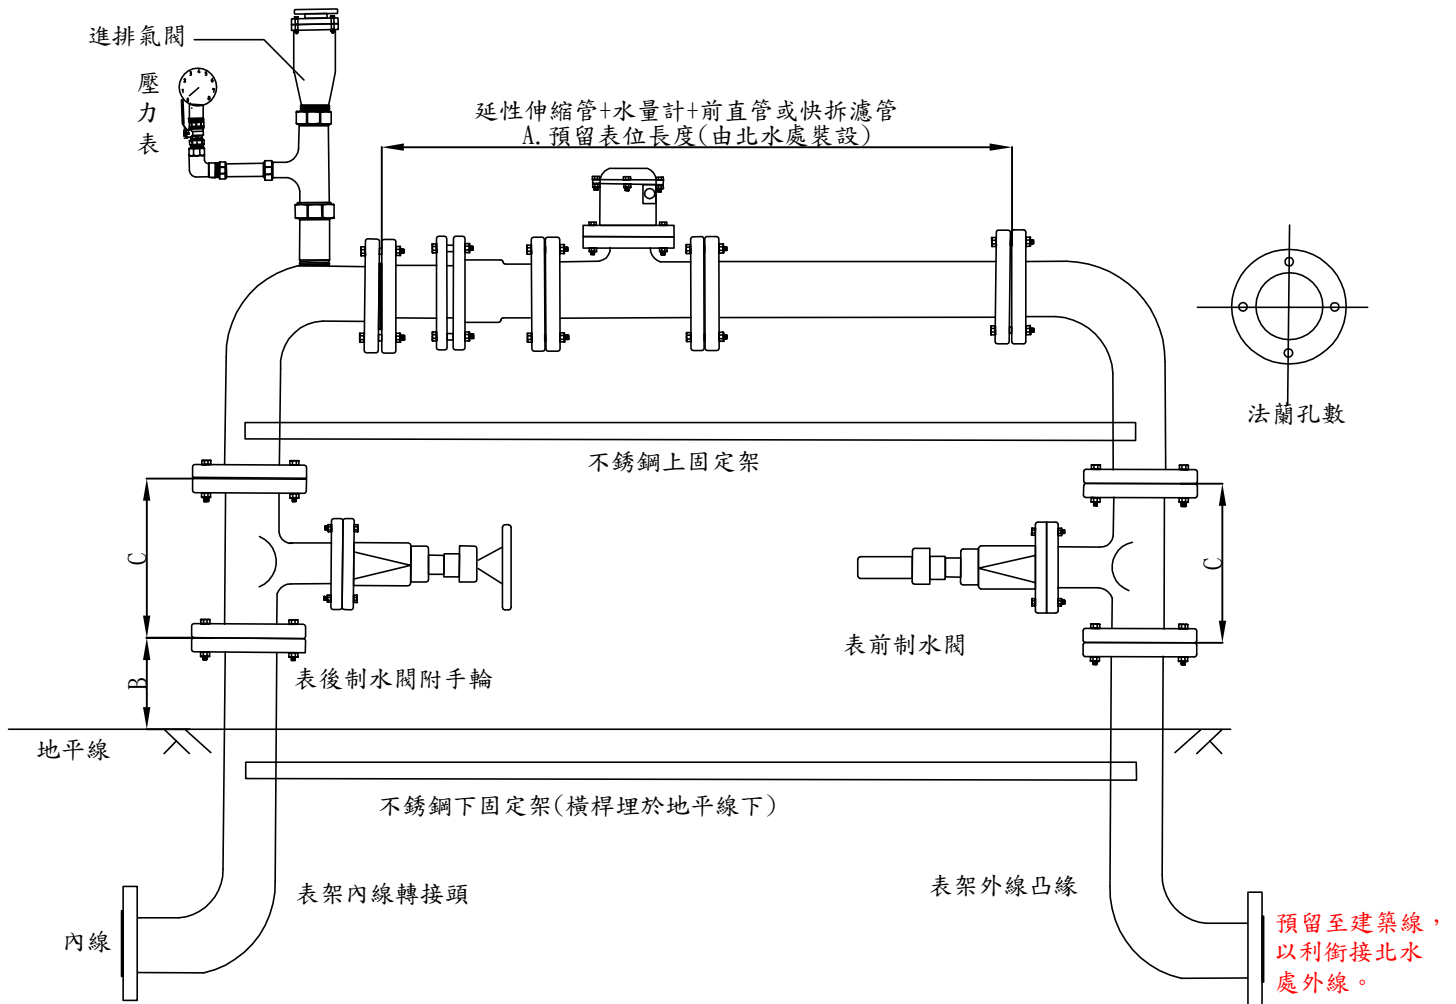 進排氣閥
壓力表
延性伸縮管+水量計+前直管或快拆濾管
A.預留表位長度(由北水處裝設)
法蘭孔數
不銹鋼上固定架
C
C
表前制水閥
表後制水閥附手輪
B
地平線
不銹鋼下固定架(橫桿埋於地平線下)
表架內線轉接頭
表架外線凸緣
內線
預留至建築線，
以利銜接北水
處外線。